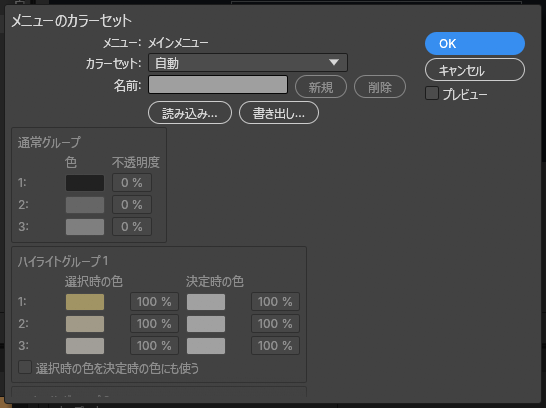 メニューのカラーセット
メニュー: メインメニュー
OK
カラーセット: 自動
キャンセル
名前:
新規
削除
プレビュー
読み込み...
書き出し...
通常グループ
色 不透明度
1: 0 %
2: 0 %
3: 0 %
ハイライトグループ 1
選択時の色 決定時の色
1: 100 % 100 %
2: 100 % 100 %
3: 100 % 100 %
選択時の色を決定時の色にも使う